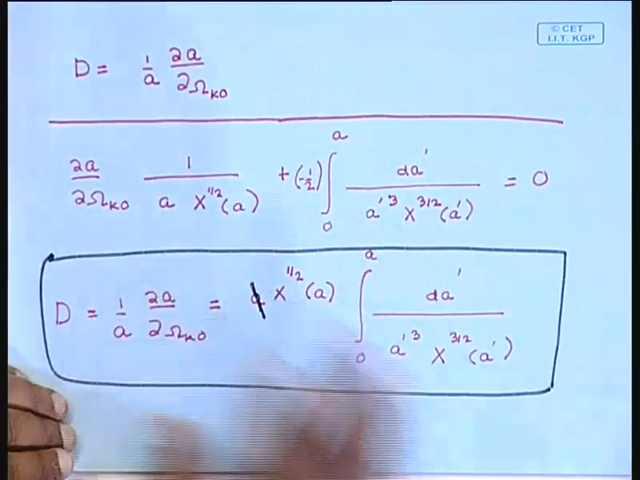 © CET
I.I.T. KGP
D = 1/a ∂a/∂Ω_K0
∂a/∂Ω_K0 1/(a X^{1/2}(a)) + (-1/2) ∫_0^a da'/(a'^3 X^{3/2}(a')) = 0
D = 1/a ∂a/∂Ω_K0 = X^{1/2}(a) ∫_0^a da'/(a'^3 X^{3/2}(a'))